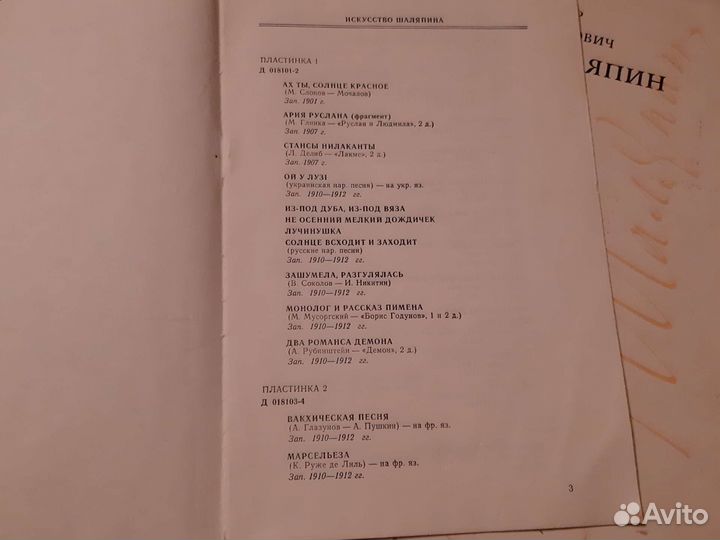 ИСКУССТВО ШАЛЯПИНА
ПЛАСТИНКА 1
Д 018101-2
АХ ТЫ, СОЛНЦЕ КРАСНОЕ
(М. Слонов — Мочалов)
Зап. 1901 г.
АРИЯ РУСЛАНА (фрагмент)
(М. Глинка — «Руслан и Людмила», 2 д.)
Зап. 1907 г.
СТАНСЫ НИЛАКАНТЫ
(Л. Делиб — «Лакме», 2 д.)
Зап. 1907 г.
ОЙ У ЛУЗІ
(украинская нар. песня) — на укр. яз.
Зап. 1910—1912 гг.
ИЗ-ПОД ДУБА, ИЗ-ПОД ВЯЗА
НЕ ОСЕННИЙ МЕЛКИЙ ДОЖДИЧЕК
ЛУЧИНУШКА
СОЛНЦЕ ВСХОДИТ И ЗАХОДИТ
(русские нар. песни)
Зап. 1910—1912 гг.
ЗАШУМЕЛА, РАЗГУЛЯЛАСЬ
(В. Соколов — И. Никитин)
Зап. 1910—1912 гг.
МОНОЛОГ И РАССКАЗ ПИМЕНА
(М. Мусоргский — «Борис Годунов», 1 и 2 д.)
Зап. 1910—1912 гг.
ДВА РОМАНСА ДЕМОНА
(А. Рубинштейн — «Демон», 2 д.)
Зап. 1910—1912 гг.
ПЛАСТИНКА 2
Д 018103-4
ВАКХИЧЕСКАЯ ПЕСНЯ
(А. Глазунов — А. Пушкин) — на фр. яз.
Зап. 1910—1912 гг.
МАРСЕЛЬЕЗА
(К. Руже де Лиль) — на фр. яз.
Зап. 1910—1912 гг.
3
ОВИЧ
ЯПИН
Avito